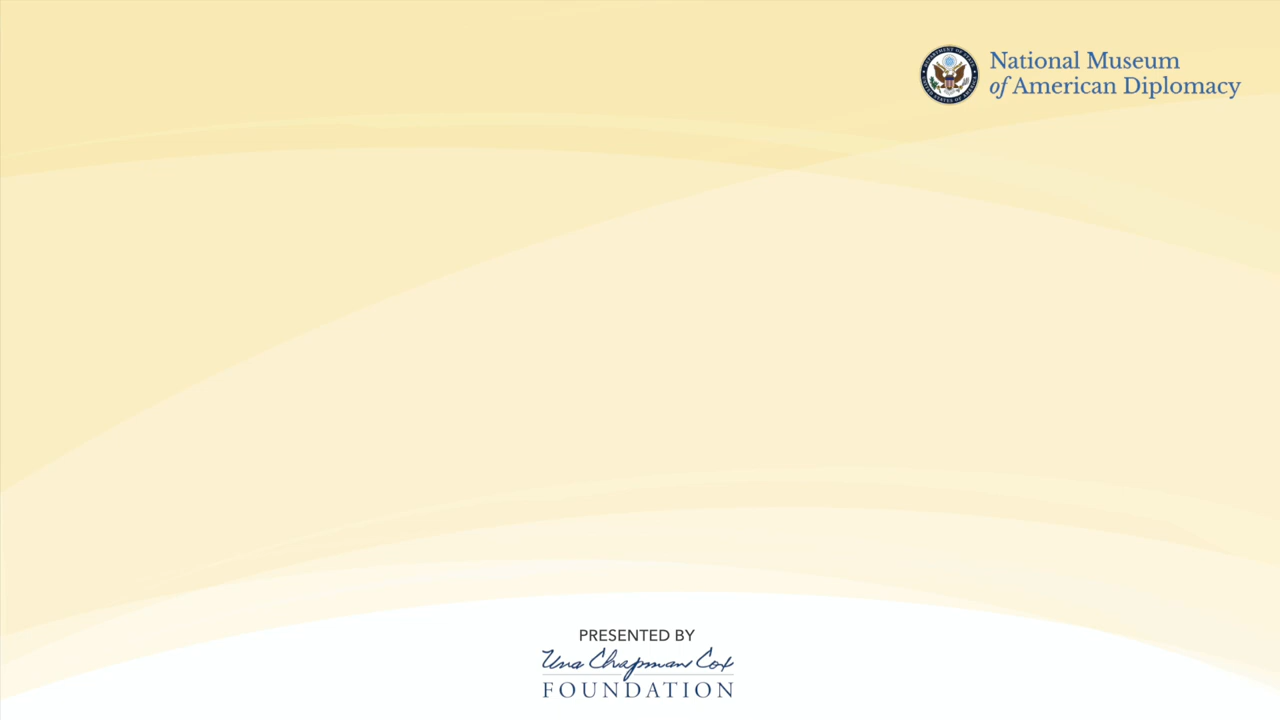 National Museum
of American Diplomacy
PRESENTED BY
Una Chapman Cox
FOUNDATION